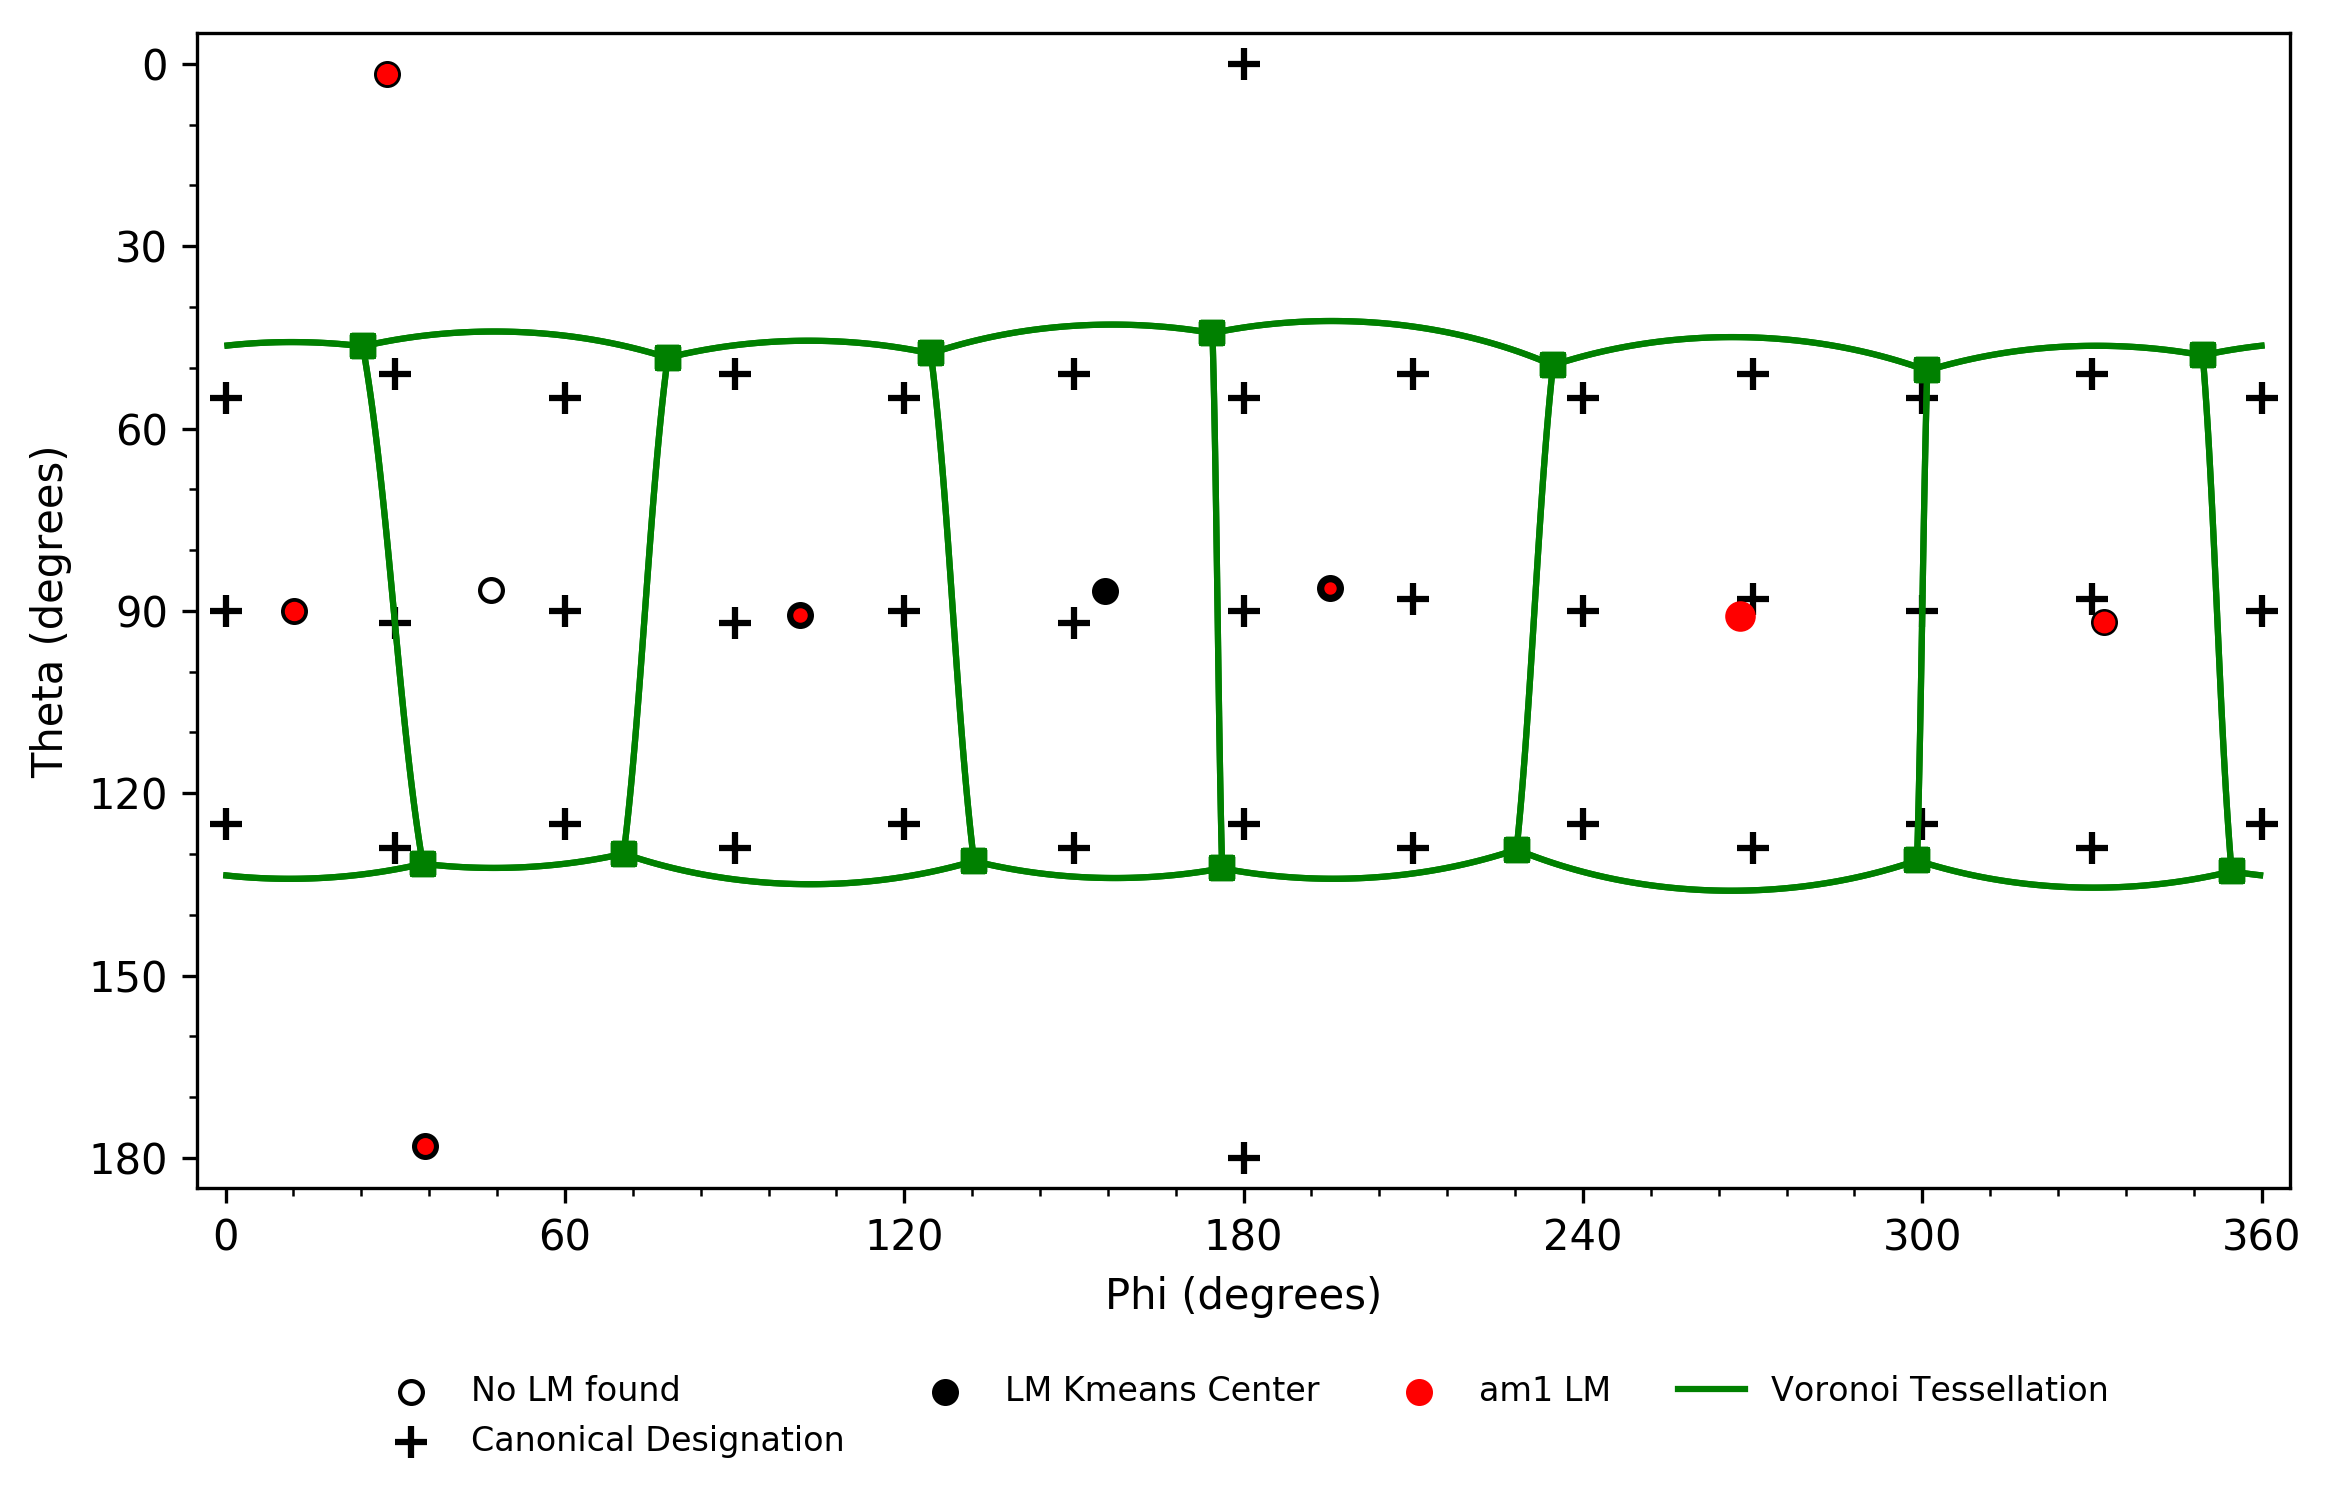 0
30
60
90
120
150
180
Theta (degrees)
0 60 120 180 240 300 360
Phi (degrees)
No LM found LM Kmeans Center am1 LM Voronoi Tessellation
Canonical Designation